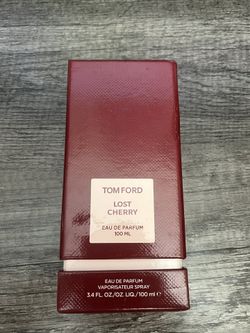 TOM FORD
LOST
CHERRY
EAU DE PARFUM
100 ML
EAU DE PARFUM
VAPORISATEUR SPRAY
3.4 FL. OZ./OZ. LIQ. / 100 ml ℮